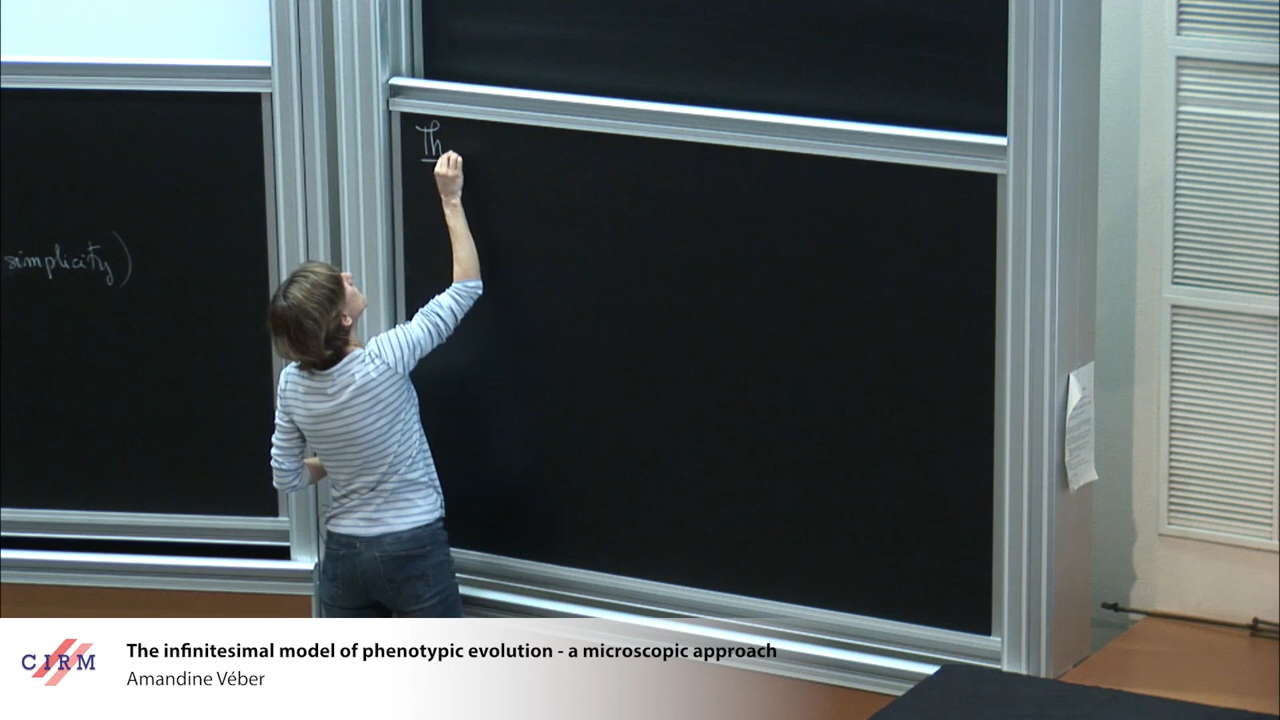 Th
simplicity)
CIRM
The infinitesimal model of phenotypic evolution - a microscopic approach
Amandine Véber